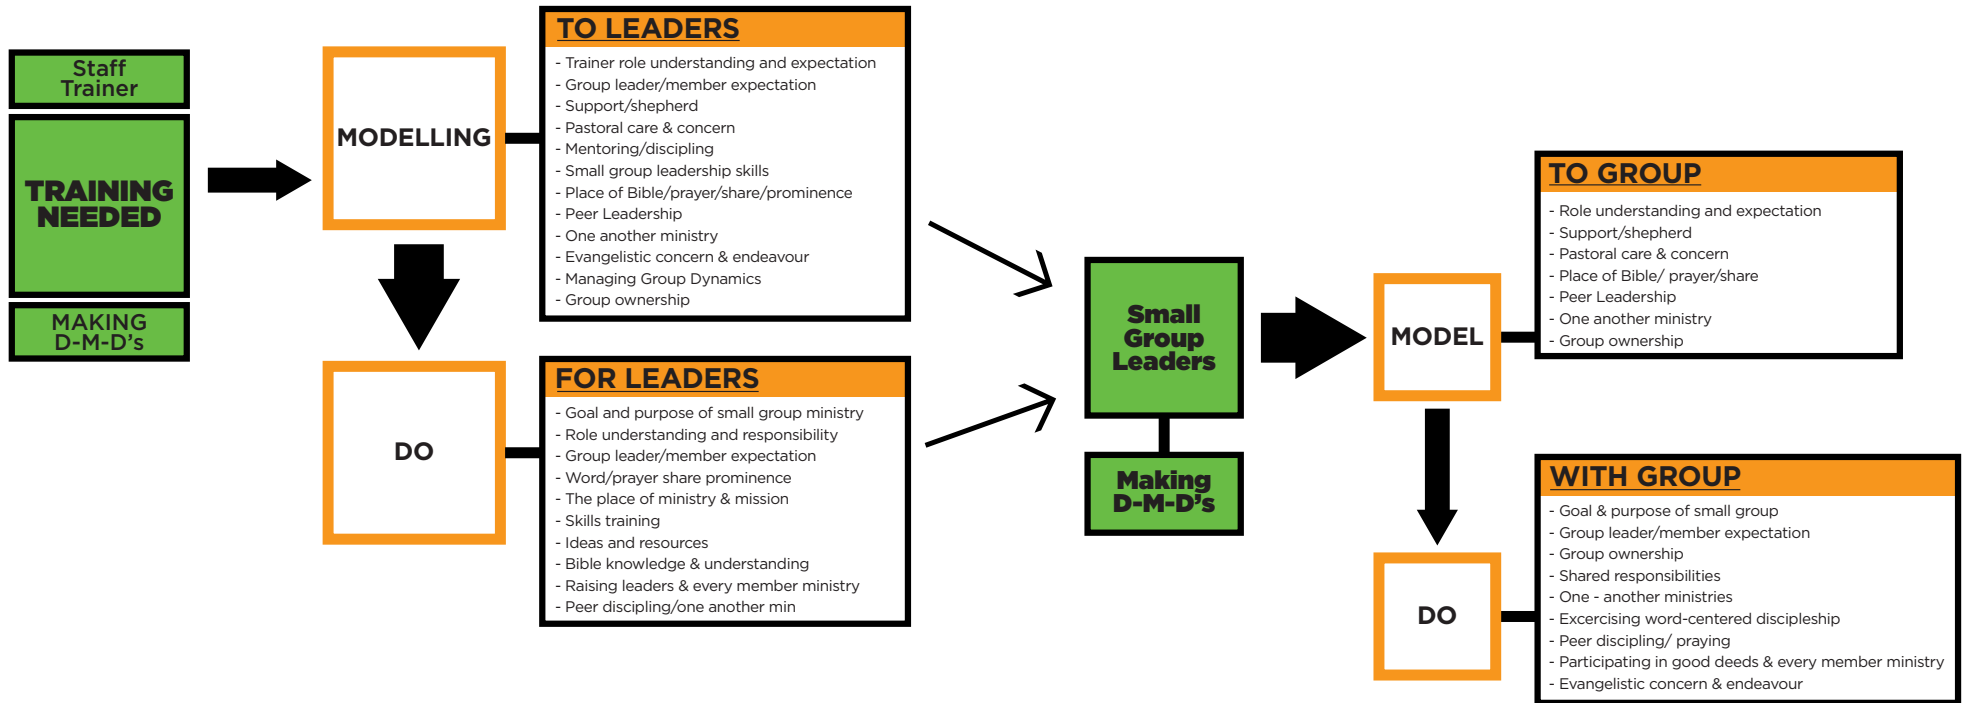 Staff
Trainer
TRAINING
NEEDED
MAKING
D-M-D's
MODELLING
TO LEADERS
- Trainer role understanding and expectation
- Group leader/member expectation
- Support/shepherd
- Pastoral care & concern
- Mentoring/discipling
- Small group leadership skills
- Place of Bible/prayer/share/prominence
- Peer Leadership
- One another ministry
- Evangelistic concern & endeavour
- Managing Group Dynamics
- Group ownership
DO
FOR LEADERS
- Goal and purpose of small group ministry
- Role understanding and responsibility
- Group leader/member expectation
- Word/prayer share prominence
- The place of ministry & mission
- Skills training
- Ideas and resources
- Bible knowledge & understanding
- Raising leaders & every member ministry
- Peer discipling/one another min
Small
Group
Leaders
Making
D-M-D's
MODEL
TO GROUP
- Role understanding and expectation
- Support/shepherd
- Pastoral care & concern
- Place of Bible/ prayer/share
- Peer Leadership
- One another ministry
- Group ownership
DO
WITH GROUP
- Goal & purpose of small group
- Group leader/member expectation
- Group ownership
- Shared responsibilities
- One - another ministries
- Excercising word-centered discipleship
- Peer discipling/ praying
- Participating in good deeds & every member ministry
- Evangelistic concern & endeavour